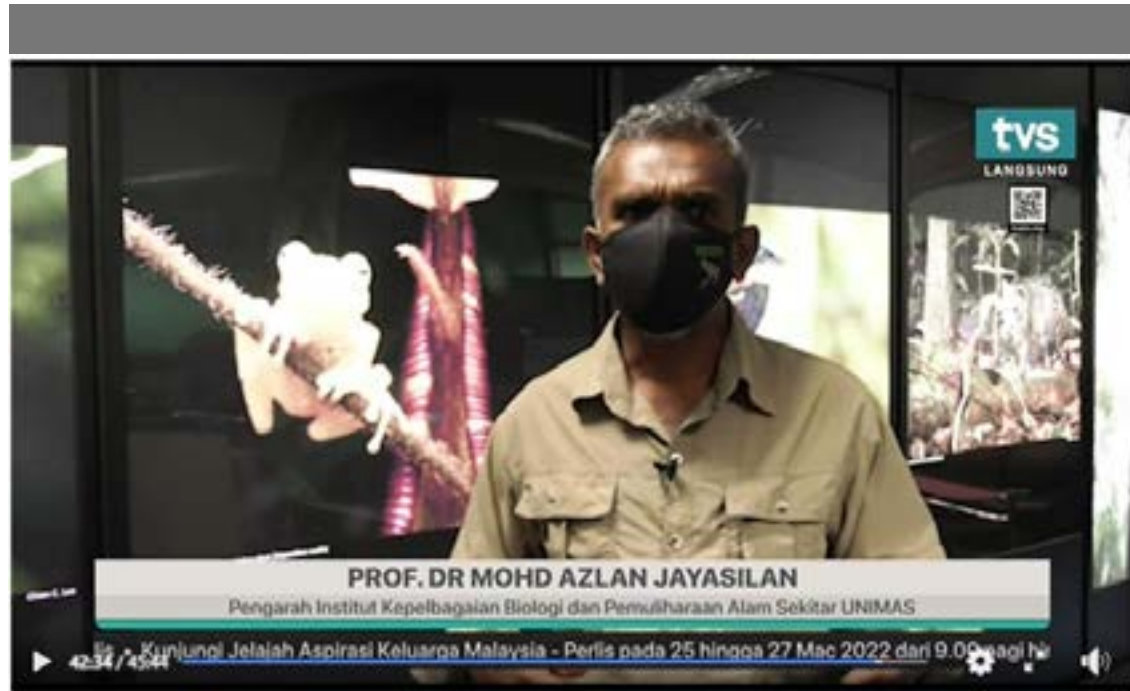 tvs
LANGSUNG
PROF. DR MOHD AZLAN JAYASILAN
Pengarah Institut Kepelbagaian Biologi dan Pemuliharaan Alam Sekitar UNIMAS
Kunjungi Jelajah Aspirasi Keluarga Malaysia - Perlis pada 25 hingga 27 Mac 2022 dari 9.00 pagi
42:34 / 45:44